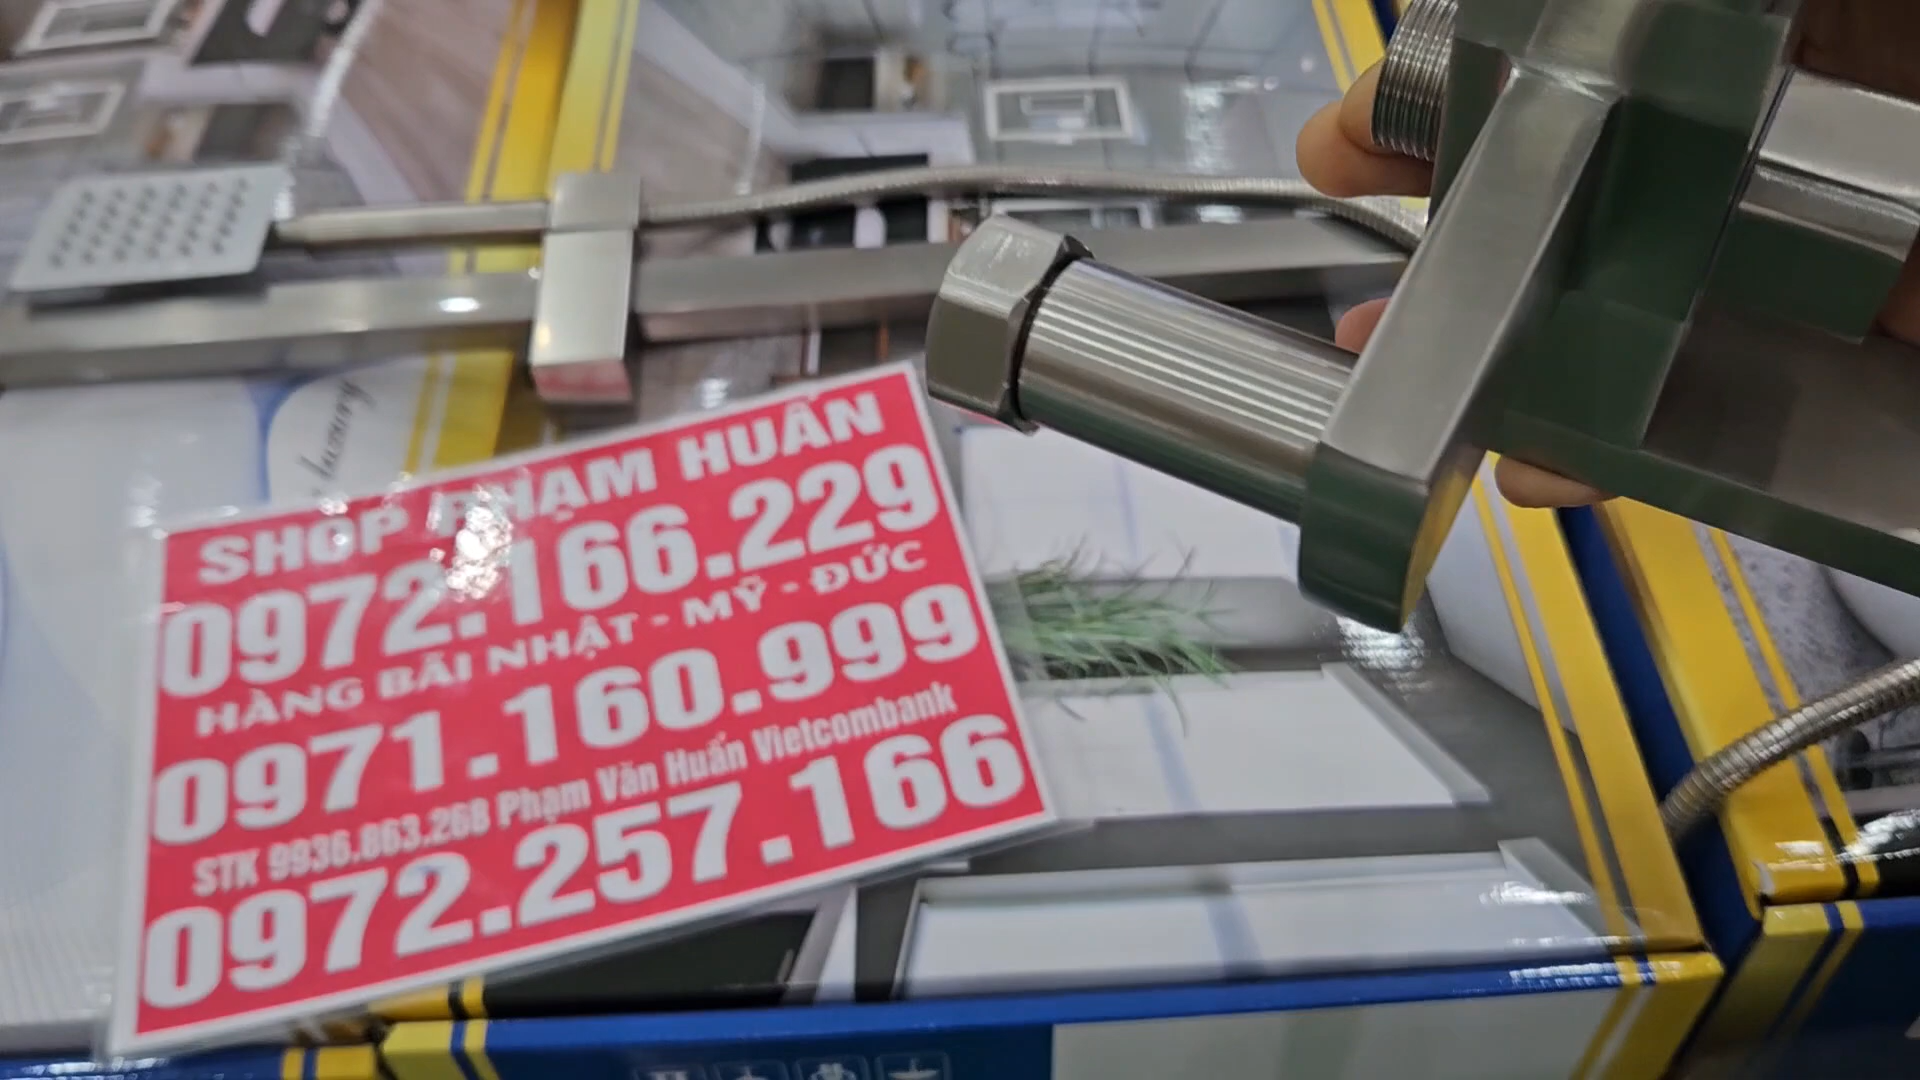 luxury
SHOP PHẠM HUẤN
0972.166.229
HÀNG BÃI NHẬT - MỸ - ĐỨC
0971.160.999
STK 9936.863.268 Phạm Văn Huấn Vietcombank
0972.257.166